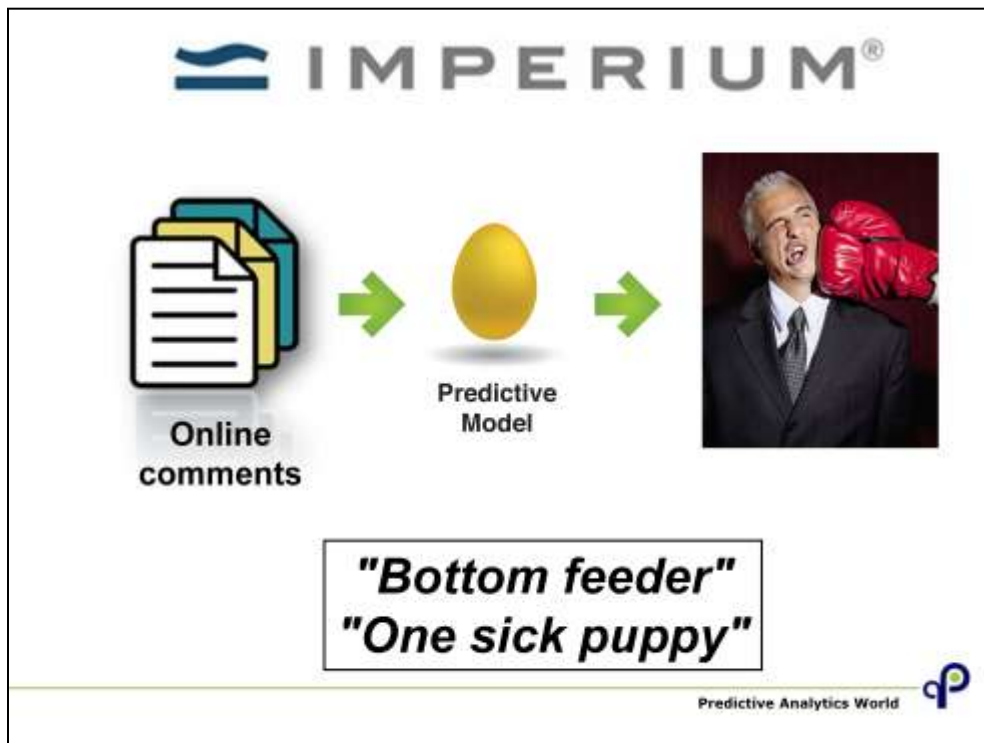 IMPERIUM®
Online
comments
Predictive
Model
"Bottom feeder"
"One sick puppy"
Predictive Analytics World